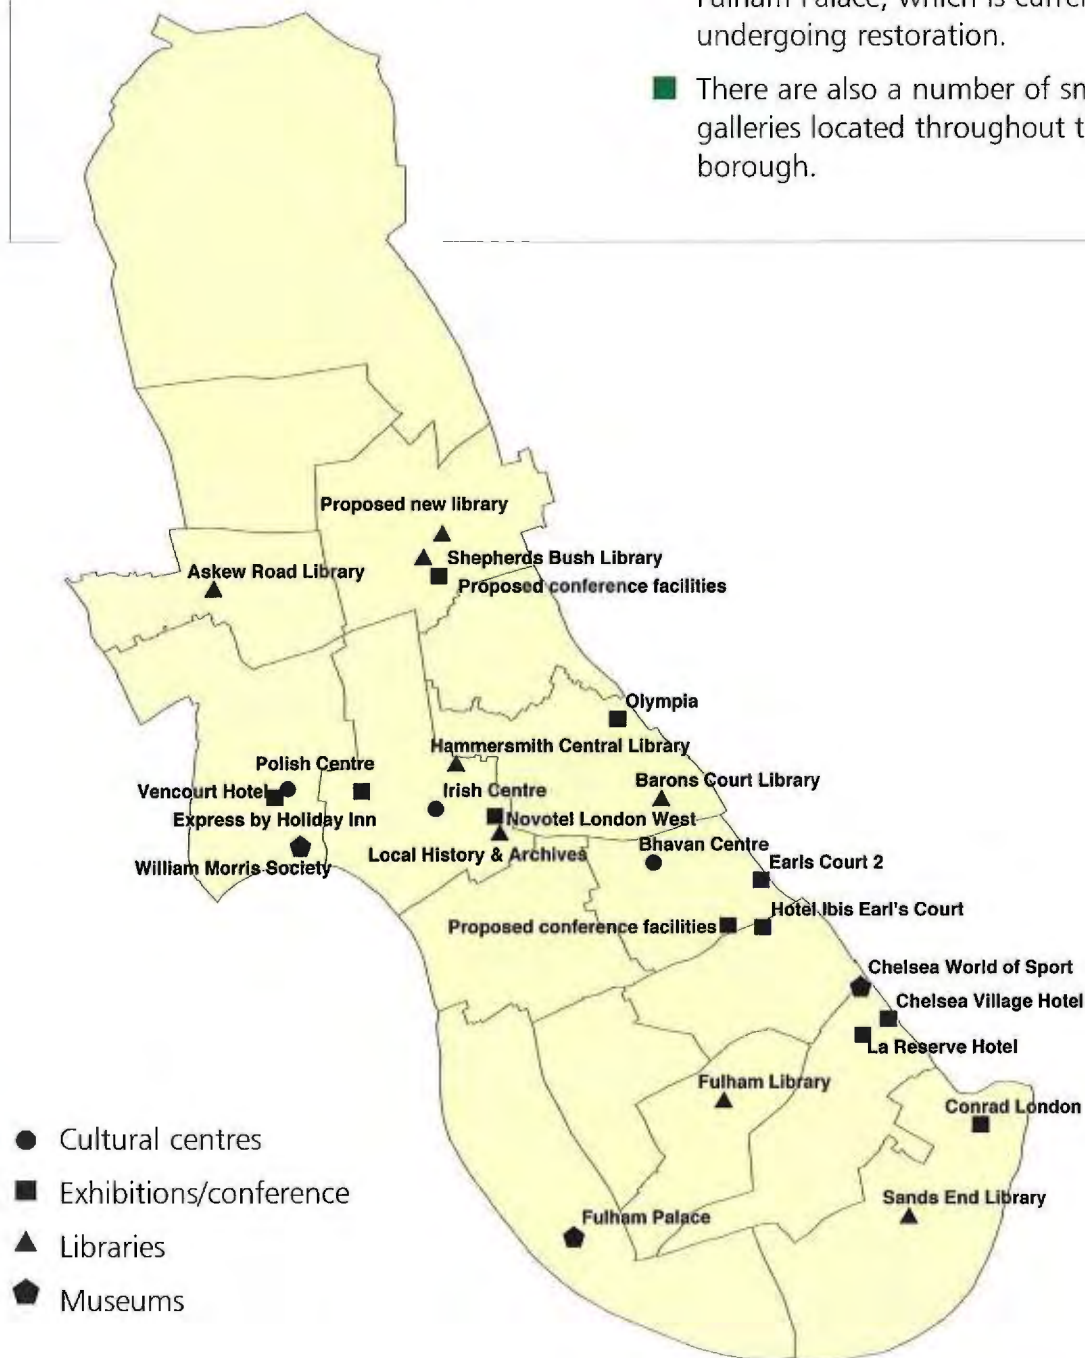 undergoing restoration.
There are also a number of
galleries located throughout
borough.
Proposed new library
Shepherds Bush Library
Askew Road Library
Proposed conference facilities
Olympia
Hammersmith Central Library
Polish Centre
Barons Court Library
Vencourt Hotel
Irish Centre
Express by Holiday Inn
Novotel London West
Bhavan Centre
Local History & Archives
William Morris Society
Earls Court 2
Hotel Ibis Earl's Court
Proposed conference facilities
Chelsea World of Sport
Chelsea Village Hotel
La Reserve Hotel
Fulham Library
Conrad London
Cultural centres
Exhibitions/conference
Sands End Library
Fulham Palace
Libraries
Museums